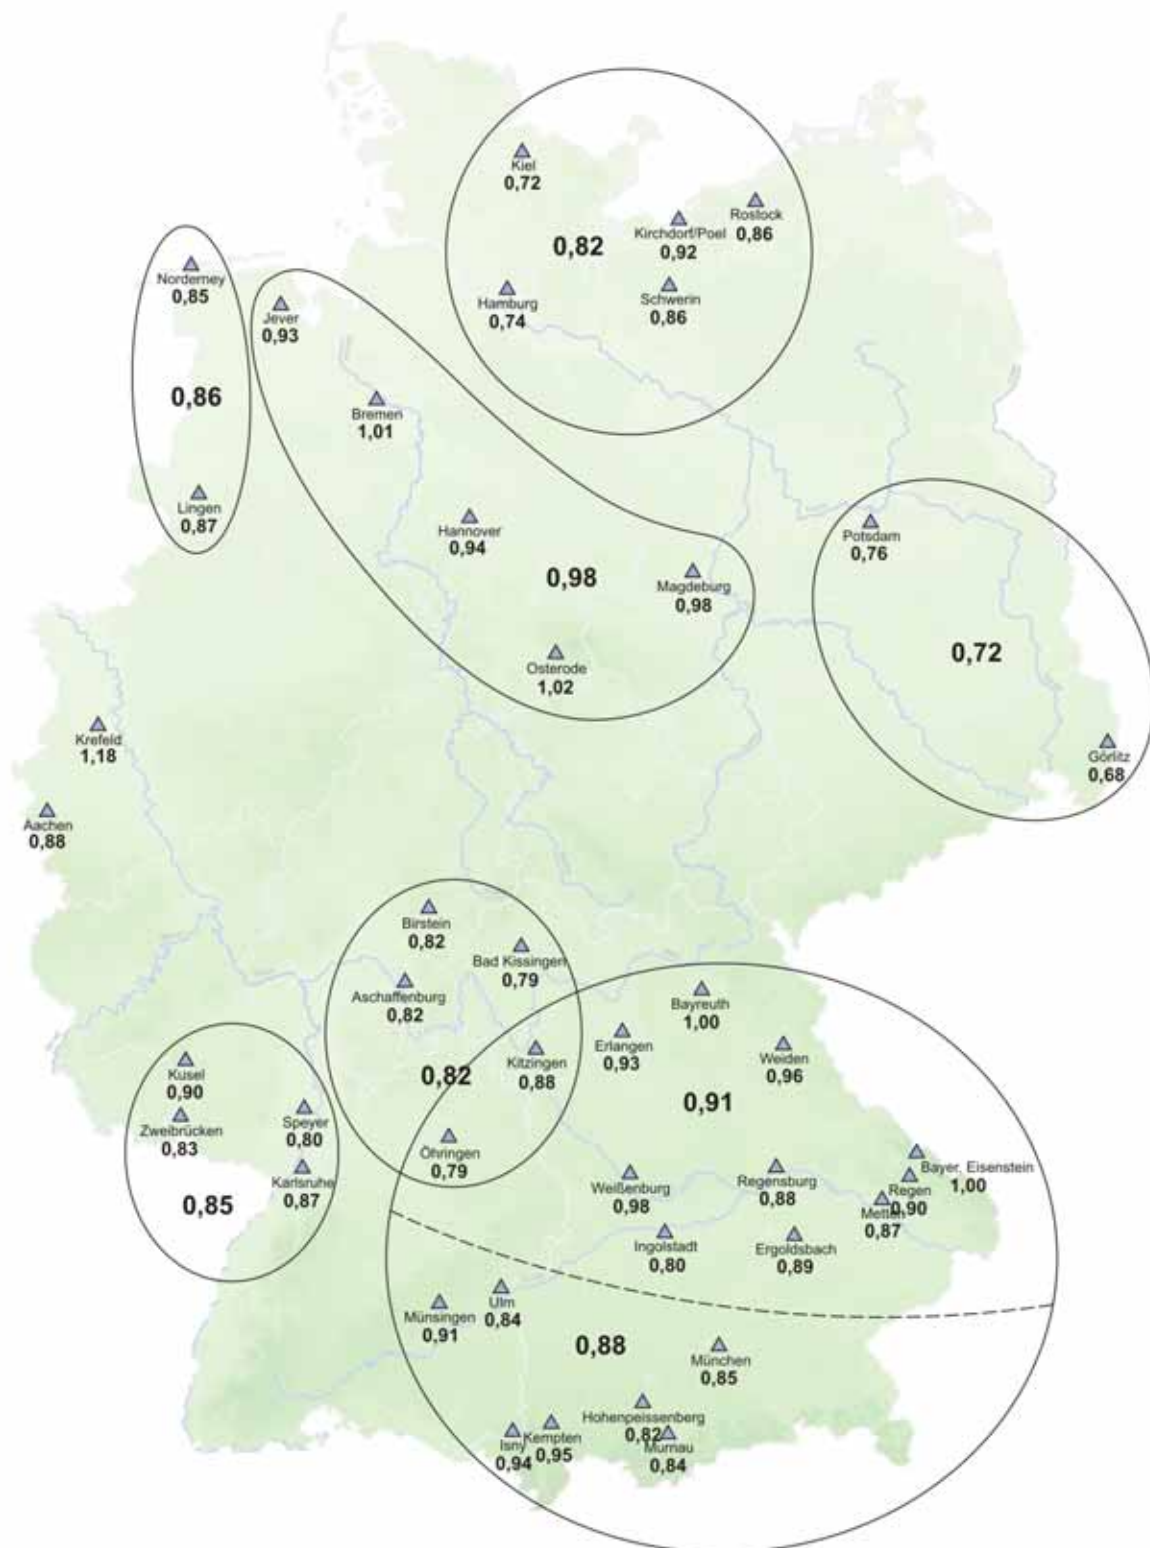 Kiel
0,72
Rostock
0,86
Kirchdorf/Poel
0,92
0,82
Norderney
0,85
Hamburg
0,74
Schwerin
0,86
Jever
0,93
0,86
Bremen
1,01
Lingen
0,87
Hannover
0,94
Potsdam
0,76
0,98
Magdeburg
0,98
0,72
Osterode
1,02
Krefeld
1,18
Görlitz
0,68
Aachen
0,88
Birstein
0,82
Bad Kissingen
0,79
Aschaffenburg
0,82
Bayreuth
1,00
Erlangen
0,93
Weiden
0,96
Kitzingen
0,88
Kusel
0,90
0,82
0,91
Zweibrücken
0,83
Speyer
0,80
Öhringen
0,79
Karlsruhe
0,87
0,85
Weißenburg
0,98
Regensburg
0,88
Bayer. Eisenstein
1,00
Regen
0,90
Metten
0,87
Ingolstadt
0,80
Ergoldsbach
0,89
Ulm
0,84
Münsingen
0,91
0,88
München
0,85
Hohenpeissenberg
0,82
Isny
0,94
Kempten
0,95
Murnau
0,84